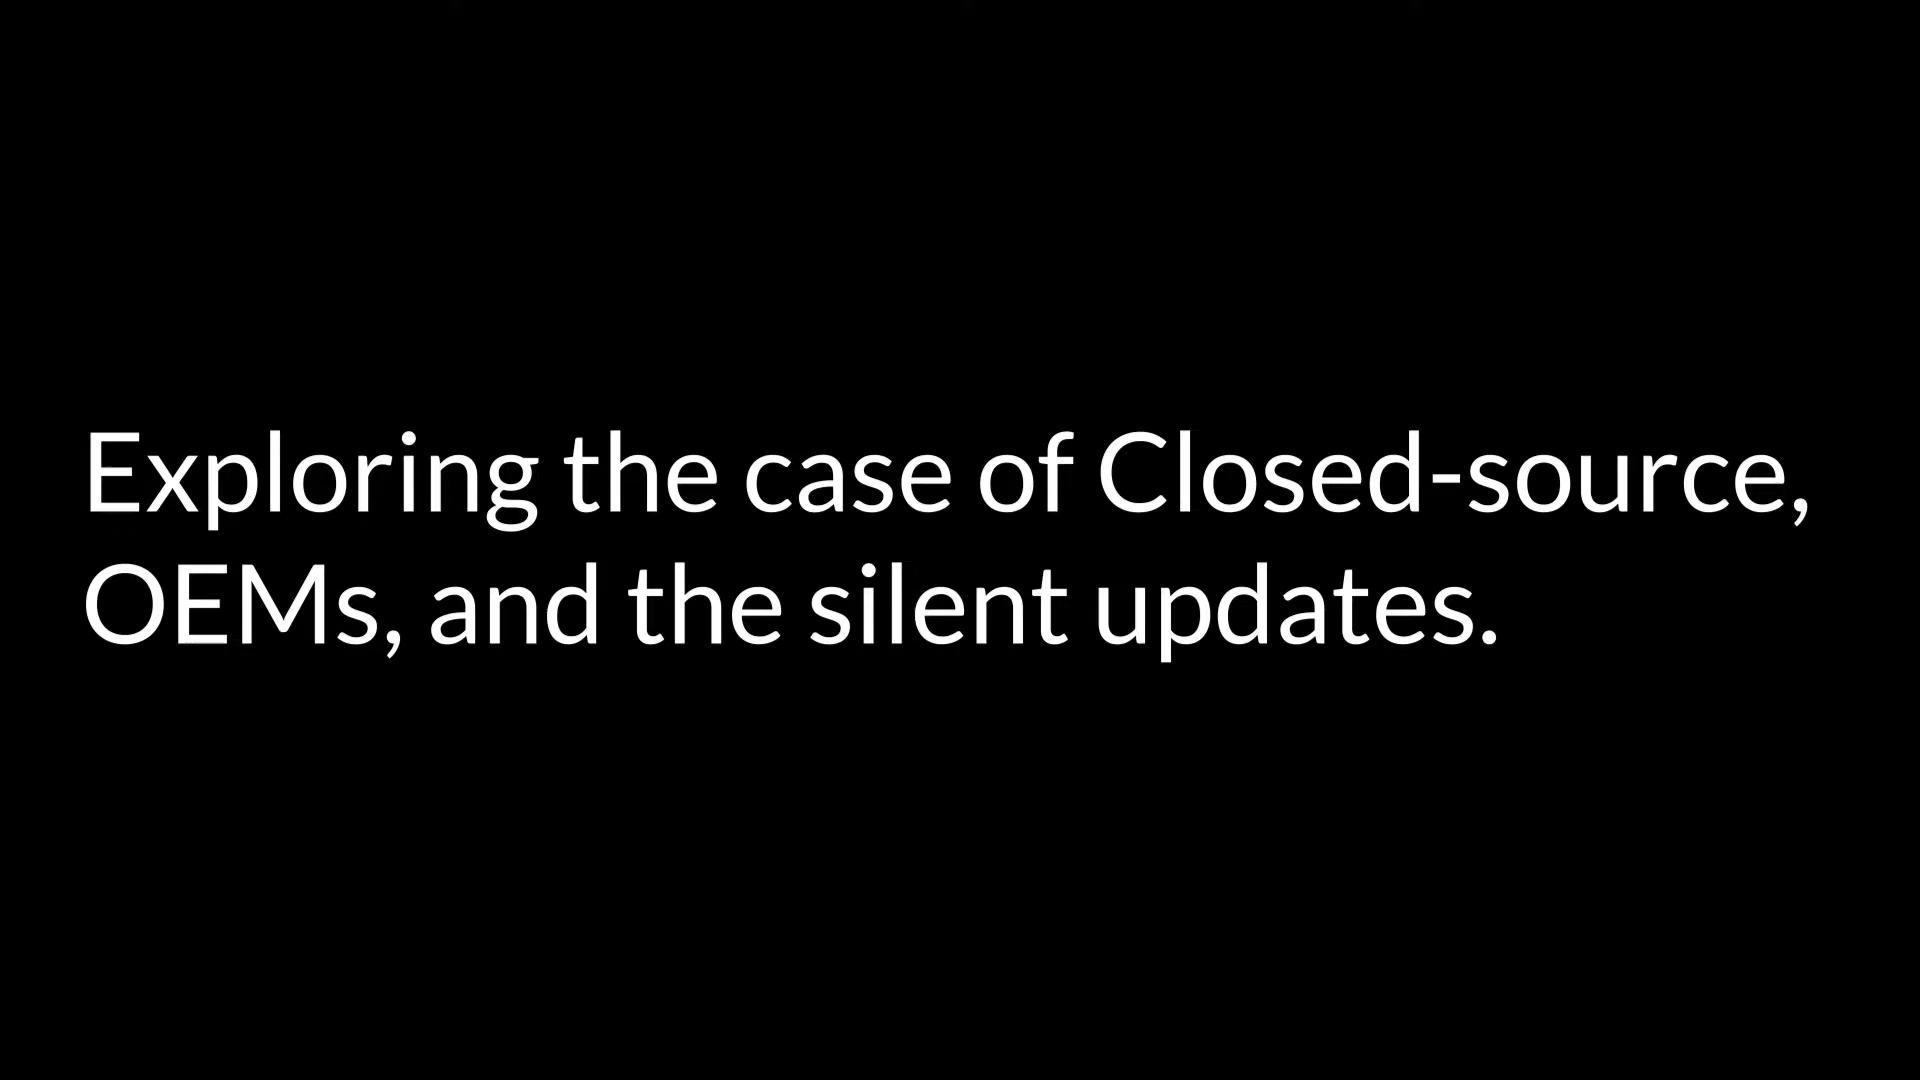 Exploring the case of Closed-source,
OEMs, and the silent updates.